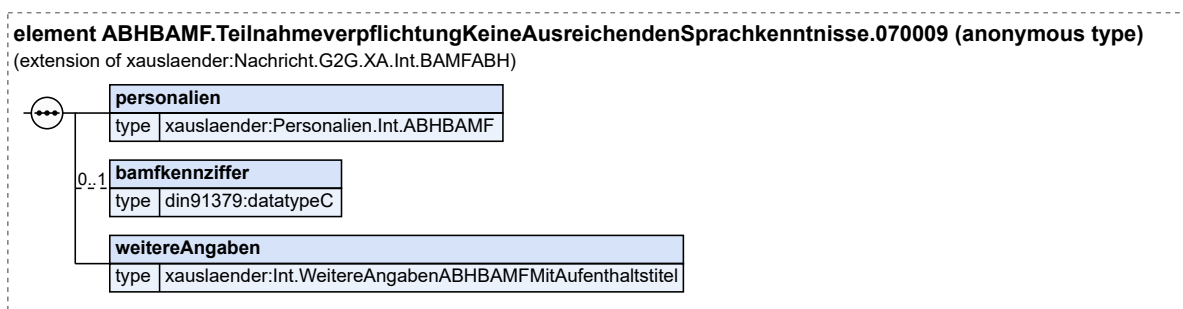 element ABHBAMF.TeilnahmeverpflichtungKeineAusreichendenSprachkenntnisse.070009 (anonymous type)
(extension of xauslaender:Nachricht.G2G.XA.Int.BAMFABH)
personalien
type xauslaender:Personalien.Int.ABHBAMF
0..1 bamfkennziffer
type din91379:datatypeC
weitereAngaben
type xauslaender:Int.WeitereAngabenABHBAMFMitAufenthaltstitel